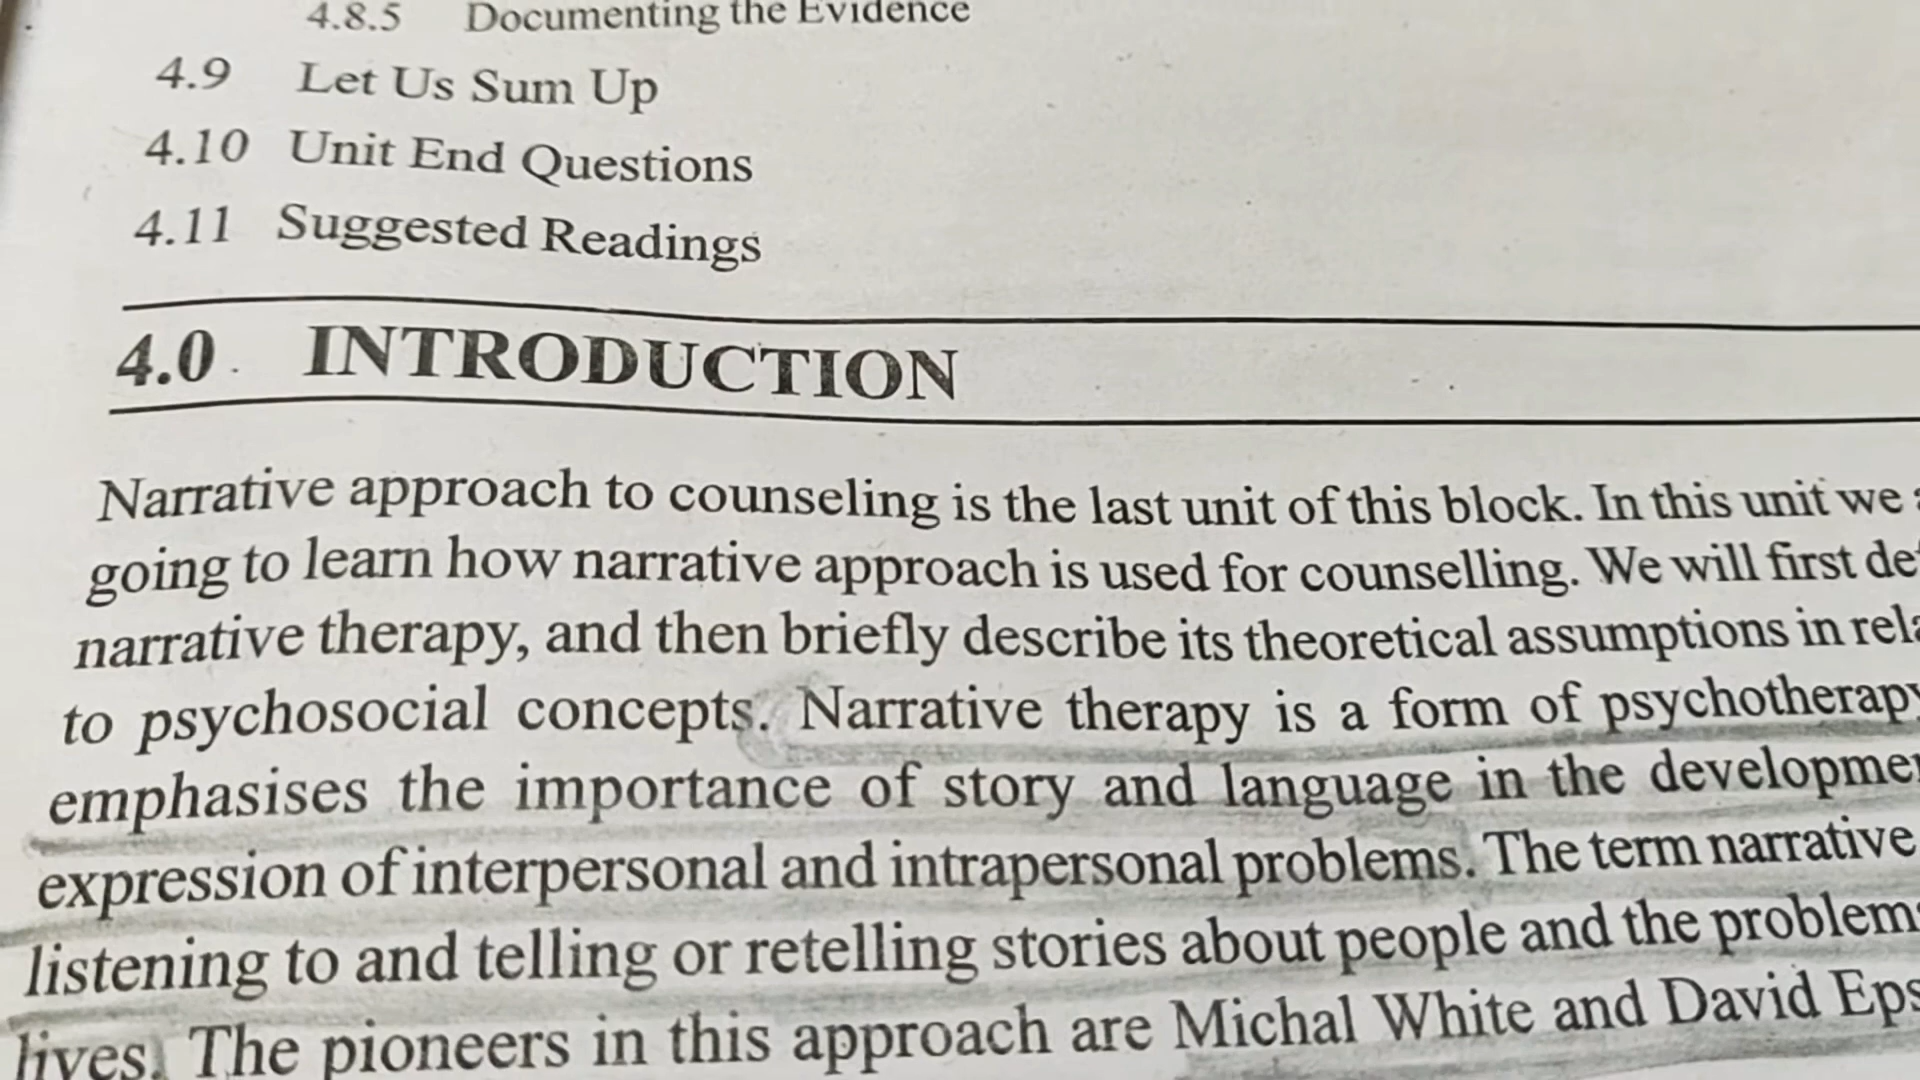 4.8.5 Documenting the Evidence
4.9 Let Us Sum Up
4.10 Unit End Questions
4.11 Suggested Readings
4.0 INTRODUCTION
Narrative approach to counseling is the last unit of this block. In this unit we
going to learn how narrative approach is used for counselling. We will first
narrative therapy, and then briefly describe its theoretical assumptions in
to psychosocial concepts. Narrative therapy is a form of psychotherapy
emphasises the importance of story and language in the
expression of interpersonal and intrapersonal problems. The term narrative
listening to and telling or retelling stories about people and the
lives. The pioneers in this approach are Michal White and David